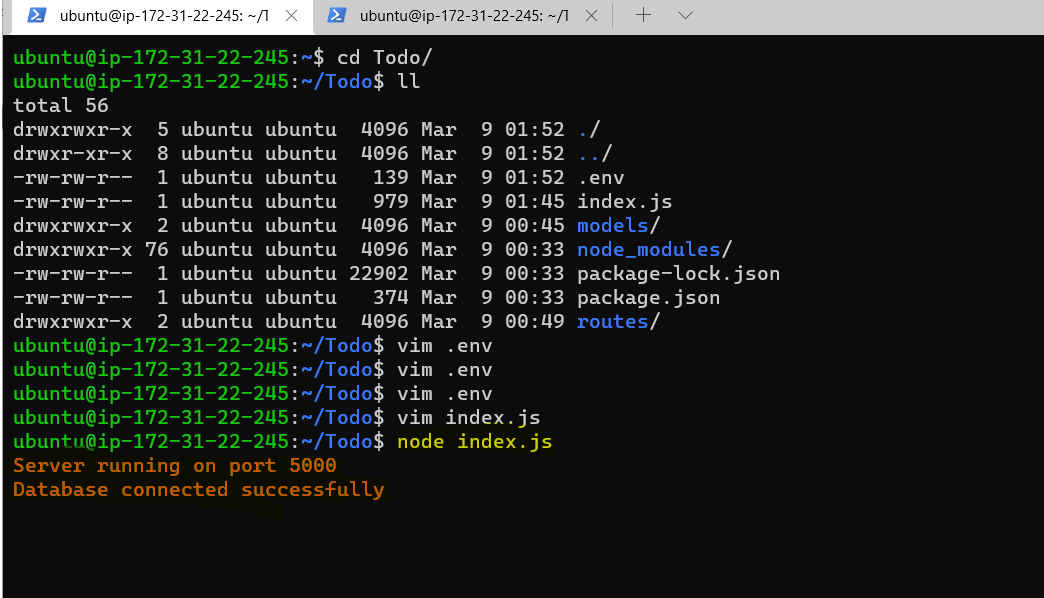 ubuntu@ip-172-31-22-245: ~/T
ubuntu@ip-172-31-22-245: ~/T
ubuntu@ip-172-31-22-245:~$ cd Todo/
ubuntu@ip-172-31-22-245:~/Todo$ ll
total 56
drwxrwxr-x  5 ubuntu ubuntu  4096 Mar  9 01:52 ./
drwxr-xr-x  8 ubuntu ubuntu  4096 Mar  9 01:52 ../
-rw-rw-r--  1 ubuntu ubuntu   139 Mar  9 01:52 .env
-rw-rw-r--  1 ubuntu ubuntu   979 Mar  9 01:45 index.js
drwxrwxr-x  2 ubuntu ubuntu  4096 Mar  9 00:45 models/
drwxrwxr-x 76 ubuntu ubuntu  4096 Mar  9 00:33 node_modules/
-rw-rw-r--  1 ubuntu ubuntu 22902 Mar  9 00:33 package-lock.json
-rw-rw-r--  1 ubuntu ubuntu   374 Mar  9 00:33 package.json
drwxrwxr-x  2 ubuntu ubuntu  4096 Mar  9 00:49 routes/
ubuntu@ip-172-31-22-245:~/Todo$ vim .env
ubuntu@ip-172-31-22-245:~/Todo$ vim .env
ubuntu@ip-172-31-22-245:~/Todo$ vim .env
ubuntu@ip-172-31-22-245:~/Todo$ vim index.js
ubuntu@ip-172-31-22-245:~/Todo$ node index.js
Server running on port 5000
Database connected successfully